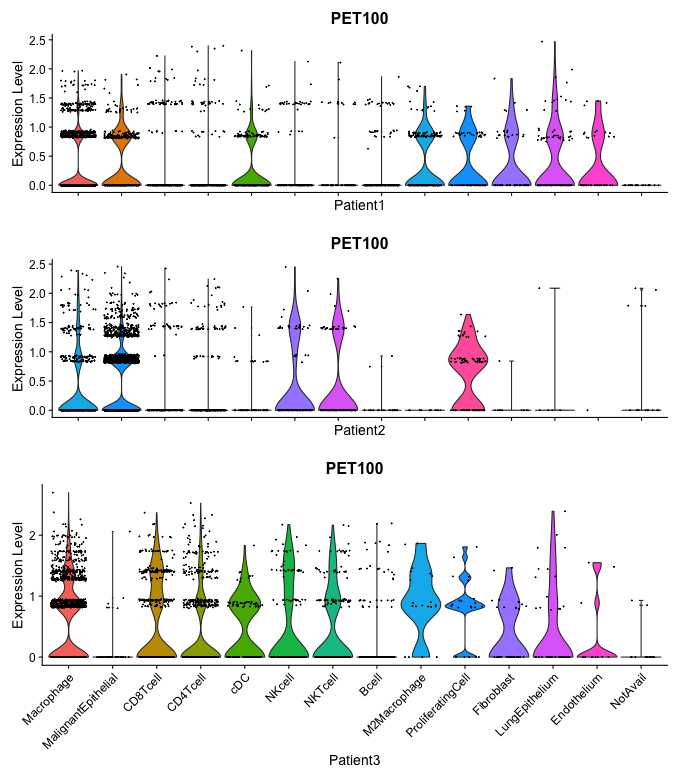 PET100
Expression Level
2.5
2.0
1.5
1.0
0.5
0.0
Patient1
PET100
Expression Level
2.5
2.0
1.5
1.0
0.5
0.0
Patient2
PET100
Expression Level
2
1
0
Macrophage
MalignantEpithelial
CD8Tcell
CD4Tcell
cDC
NKcell
NKTcell
Bcell
M2Macrophage
ProliferatingCell
Fibroblast
LungEpithelium
Endothelium
NotAvail
Patient3